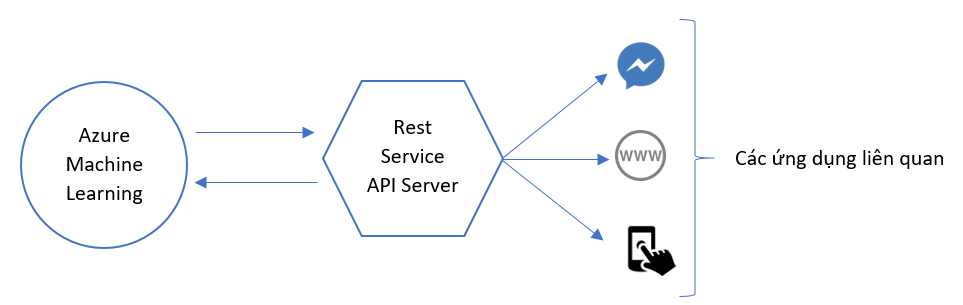 Azure
Machine
Learning
Rest
Service
API Server
WWW
Các ứng dụng liên quan